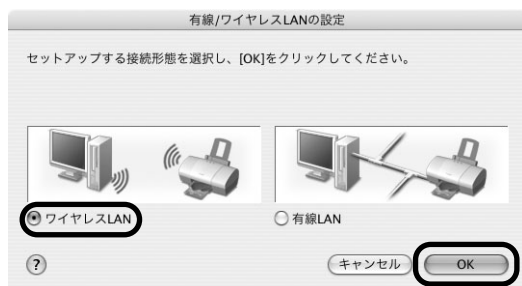 有線/ワイヤレスLANの設定
セットアップする接続形態を選択し、[OK]をクリックしてください。
ワイヤレスLAN
有線LAN
?
キャンセル
OK